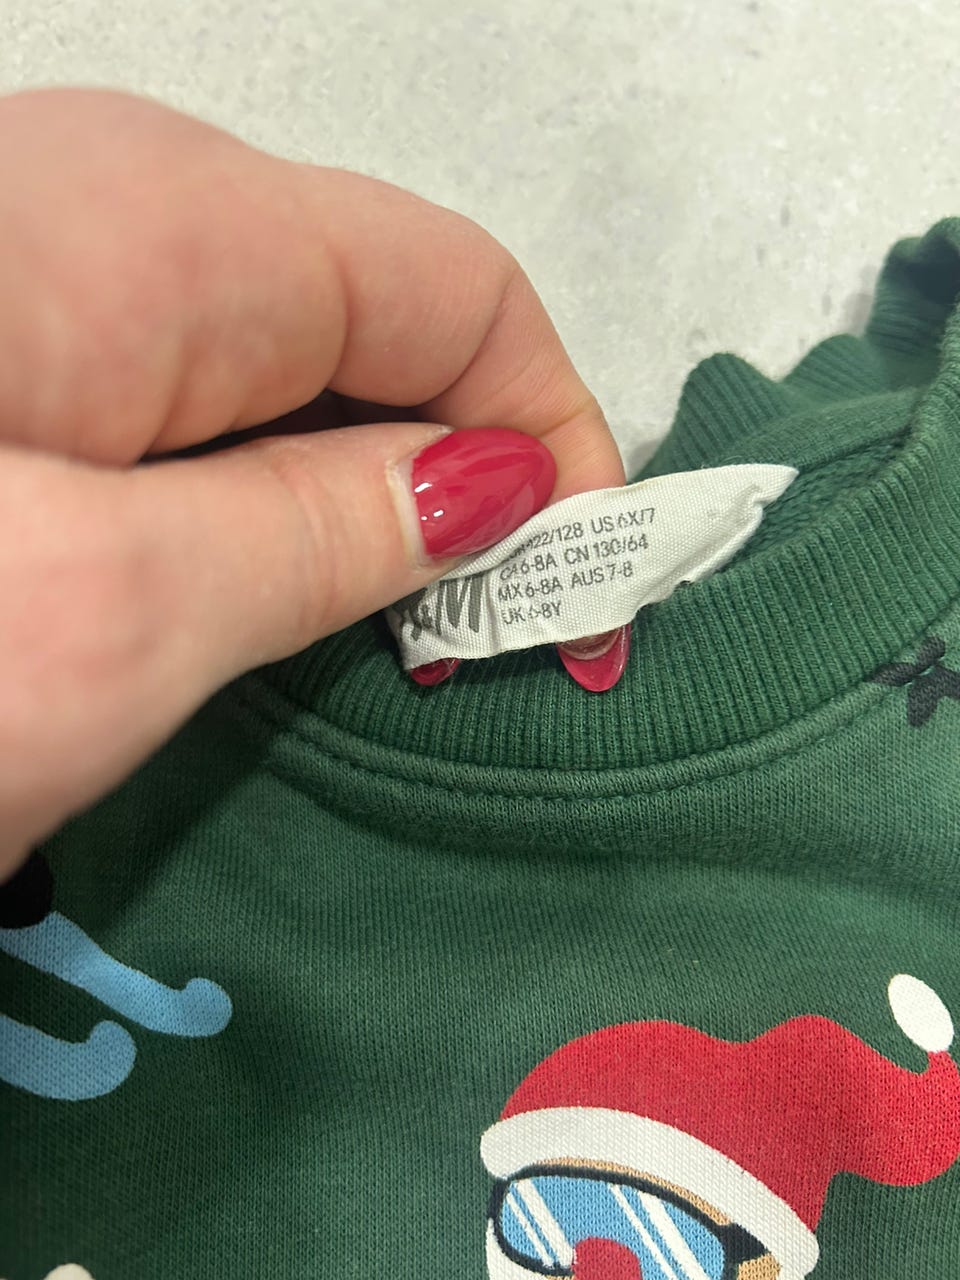 H&M
122/128 US 6X/7
CA 6-8A CN 130/64
MX 6-8A AUS 7-8
UK 6-8Y